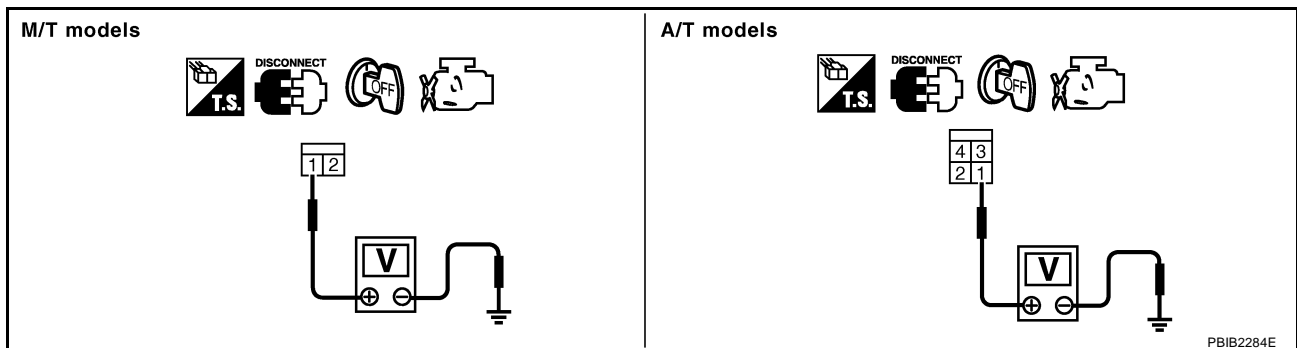 M/T models
DISCONNECT
OFF
T.S.
1 2
V
+ −
A/T models
DISCONNECT
OFF
T.S.
4 3
2 1
V
+ −
PBIB2284E